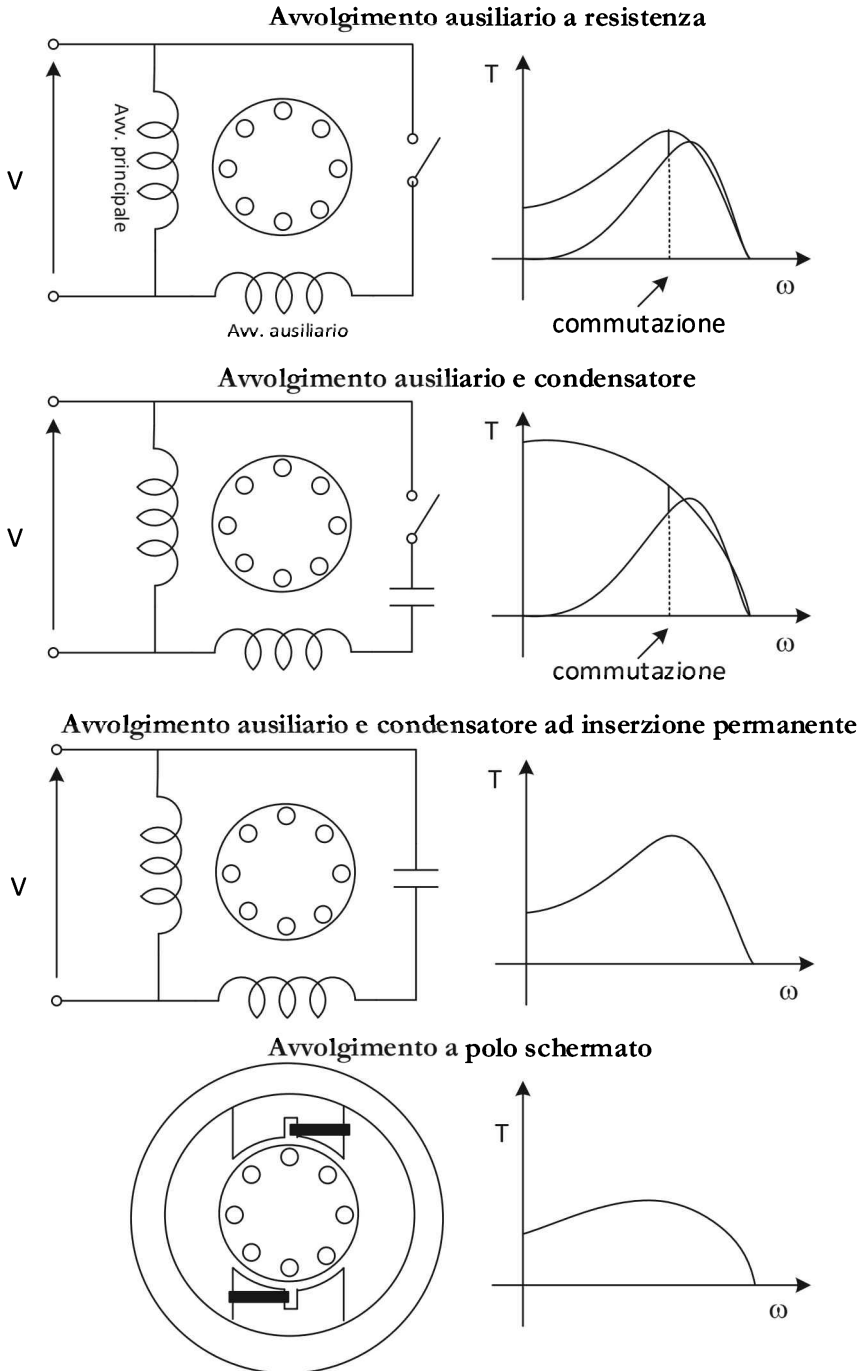 Avvolgimento ausiliario a resistenza
V
Avv. principale
Avv. ausiliario
T
ω
commutazione
Avvolgimento ausiliario e condensatore
V
T
ω
commutazione
Avvolgimento ausiliario e condensatore ad inserzione permanente
V
T
ω
Avvolgimento a polo schermato
T
ω